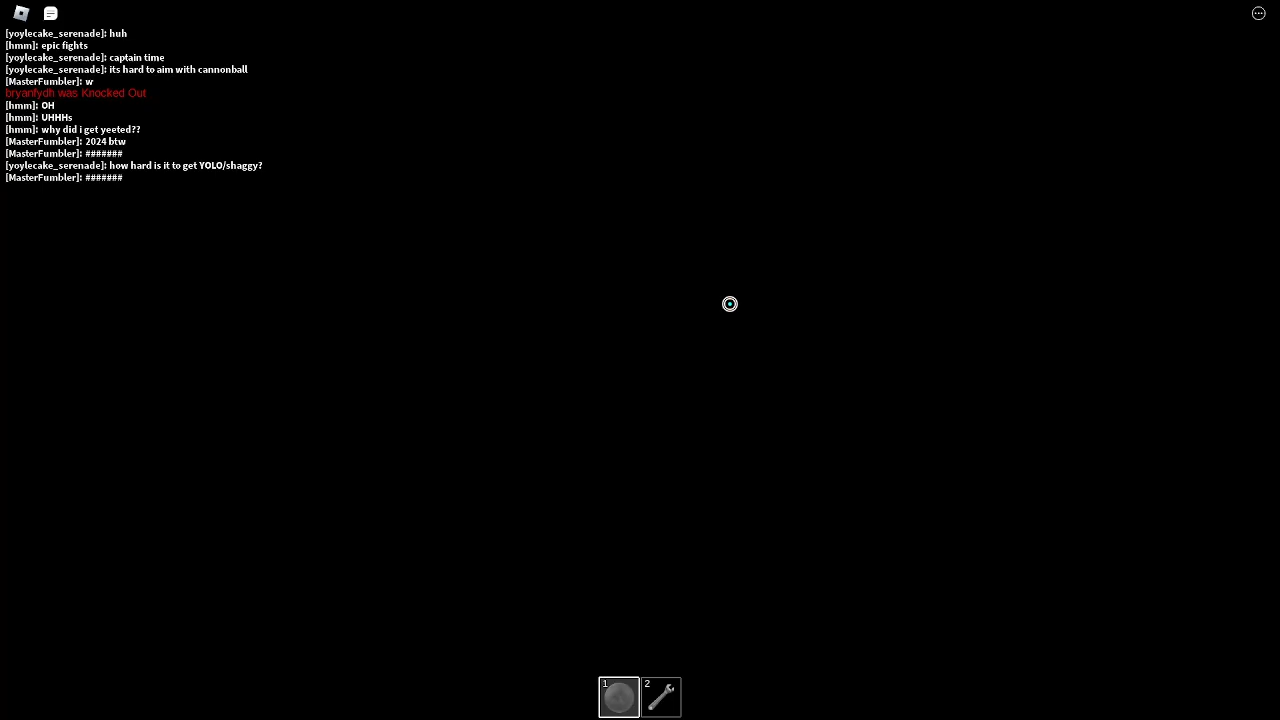 [yoylecake_serenade]: huh
[hmm]: epic fights
[yoylecake_serenade]: captain time
[yoylecake_serenade]: its hard to aim with cannonball
[MasterFumbler]: w
bryanfydh was Knocked Out
[hmm]: OH
[hmm]: UHHHs
[hmm]: why did i get yeeted??
[MasterFumbler]: 2024 btw
[MasterFumbler]: #######
[yoylecake_serenade]: how hard is it to get YOLO/shaggy?
[MasterFumbler]: #######
1 2